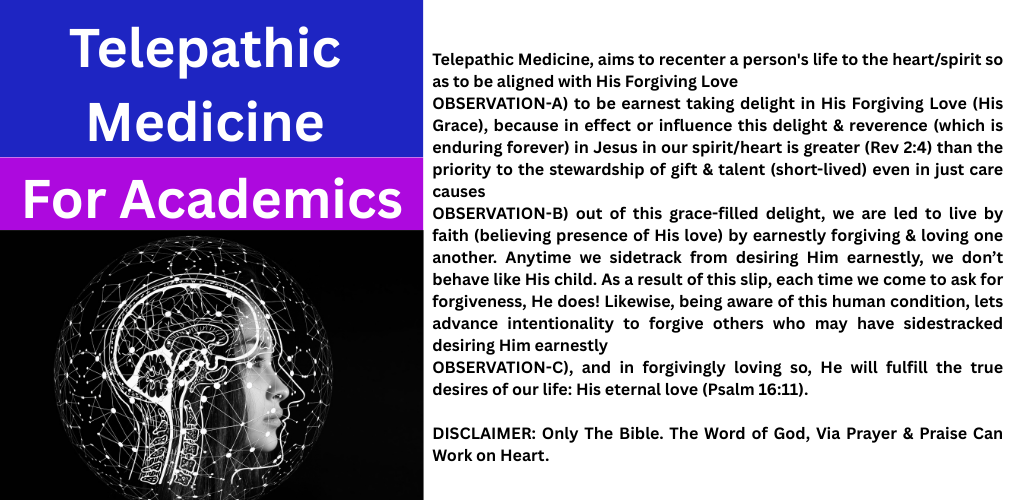 Telepathic
Medicine
For Academics
Telepathic Medicine, aims to recenter a person's life to the heart/spirit so
as to be aligned with His Forgiving Love
OBSERVATION-A) to be earnest taking delight in His Forgiving Love (His
Grace), because in effect or influence this delight & reverence (which is
enduring forever) in Jesus in our spirit/heart is greater (Rev 2:4) than the
priority to the stewardship of gift & talent (short-lived) even in just care
causes
OBSERVATION-B) out of this grace-filled delight, we are led to live by
faith (believing presence of His love) by earnestly forgiving & loving one
another. Anytime we sidetrack from desiring Him earnestly, we don’t
behave like His child. As a result of this slip, each time we come to ask for
forgiveness, He does! Likewise, being aware of this human condition, lets
advance intentionality to forgive others who may have sidestracked
desiring Him earnestly
OBSERVATION-C), and in forgivingly loving so, He will fulfill the true
desires of our life: His eternal love (Psalm 16:11).
DISCLAIMER: Only The Bible. The Word of God, Via Prayer & Praise Can
Work on Heart.